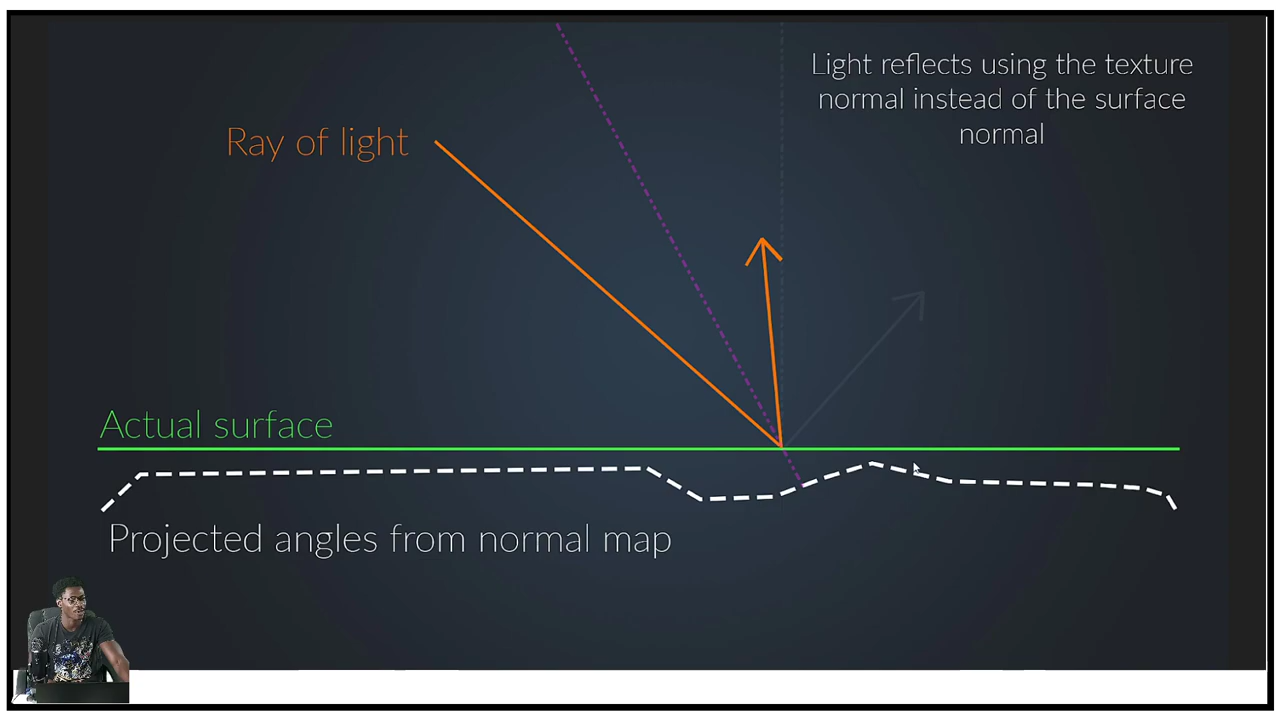 Light reflects using the texture
normal instead of the surface
normal
Ray of light
Actual surface
Projected angles from normal map